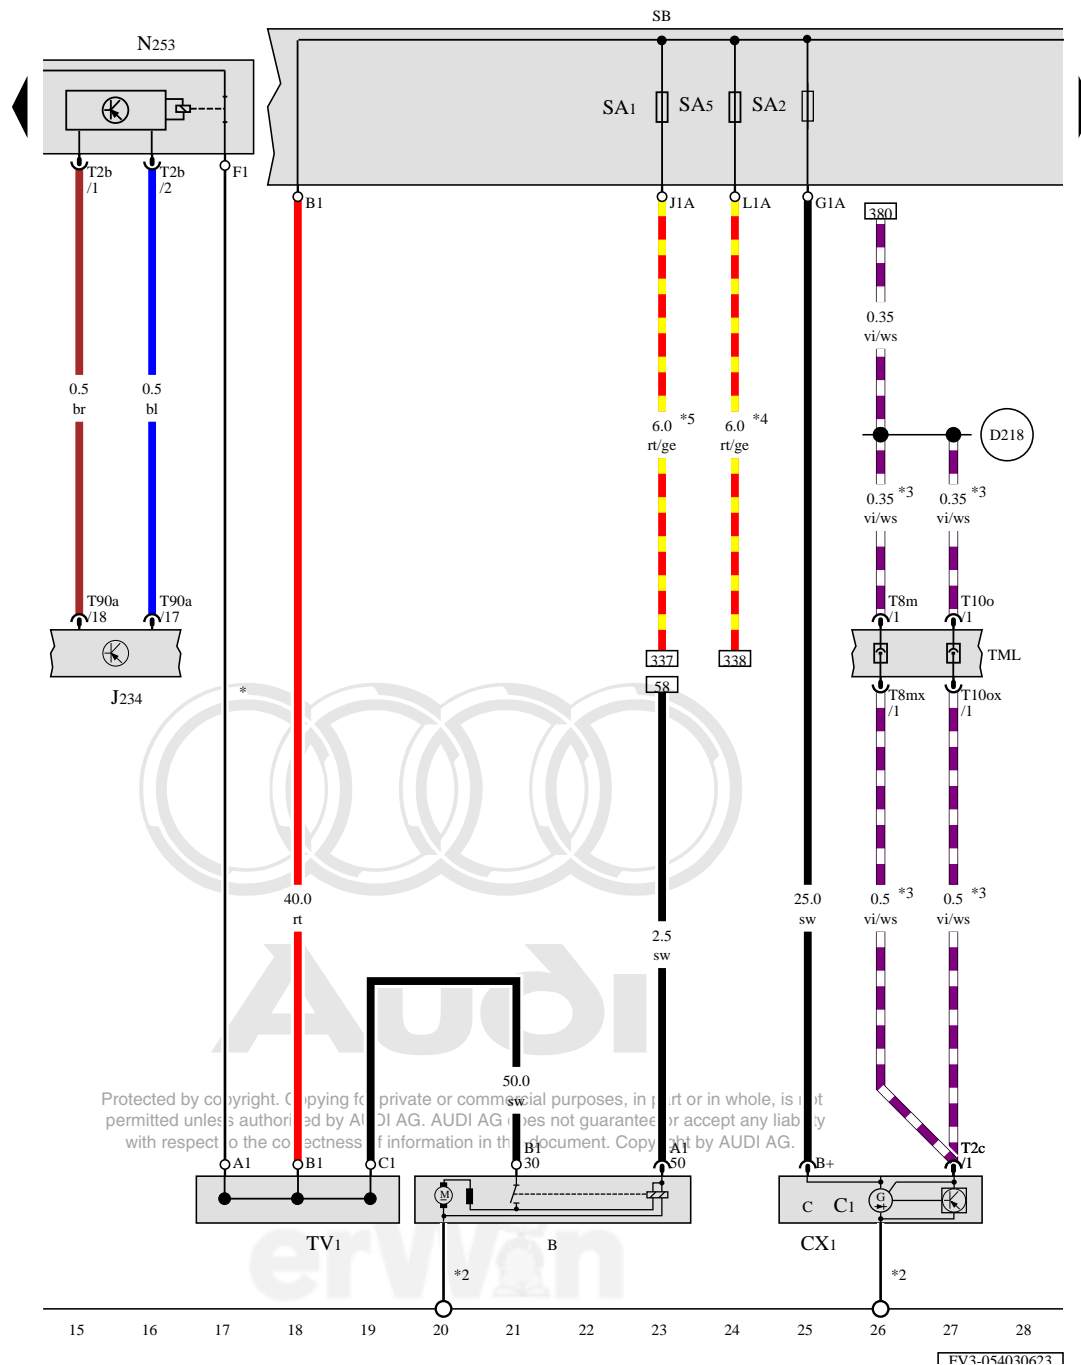 SB
N253
SA1
SA5
SA2
T2b
/1
T2b
/2
F1
B1
J1A
L1A
G1A
380
0.35
vi/ws
0.5
br
0.5
bl
6.0 *5
rt/ge
6.0 *4
rt/ge
D218
0.35 *3
vi/ws
0.35 *3
vi/ws
T90a
/18
T90a
/17
T8m
/1
T10o
/1
J234
337
338
TML
58
*
T8mx
/1
T10ox
/1
40.0
rt
25.0
sw
0.5 *3
vi/ws
0.5 *3
vi/ws
2.5
sw
Audi
50.0
sw
Protected by copyright. Copying for private or commercial purposes, in part or in whole, is not
permitted unless authorised by AUDI AG. AUDI AG does not guarantee or accept any liability
with respect to the correctness of information in this document. Copyright by AUDI AG.
A1
B1
C1
B1
30
A1
50
B+
T2c
/1
M
G
C
C1
TV1
B
CX1
erWin
*2
*2
15 16 17 18 19 20 21 22 23 24 25 26 27 28
FV3-054030623